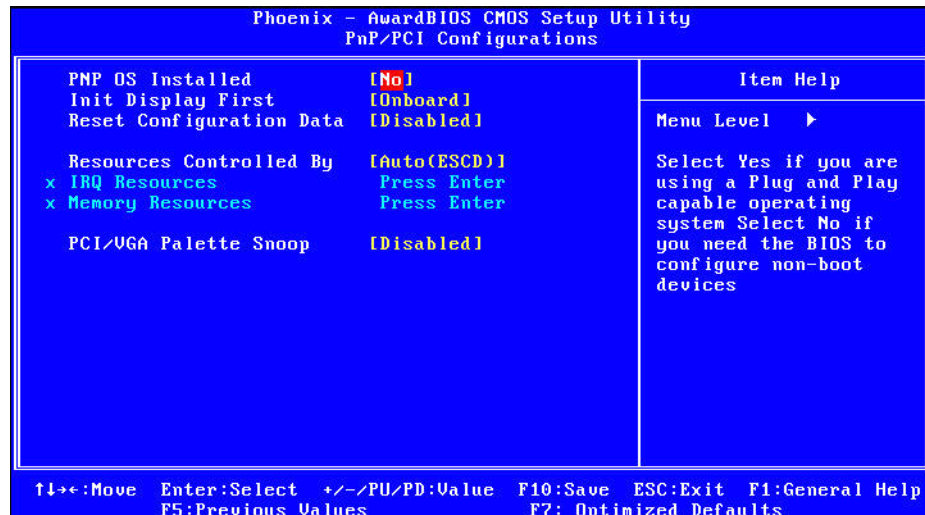 Phoenix - AwardBIOS CMOS Setup Utility
PnP/PCI Configurations
PNP OS Installed [No]
Init Display First [Onboard]
Reset Configuration Data [Disabled]
Resources Controlled By [Auto(ESCD)]
x IRQ Resources Press Enter
x Memory Resources Press Enter
PCI/VGA Palette Snoop [Disabled]
Item Help
Menu Level ▶
Select Yes if you are
using a Plug and Play
capable operating
system Select No if
you need the BIOS to
configure non-boot
devices
↑↓→←:Move Enter:Select +/-/PU/PD:Value F10:Save ESC:Exit F1:General Help
F5:Previous Values F7: Optimized Defaults